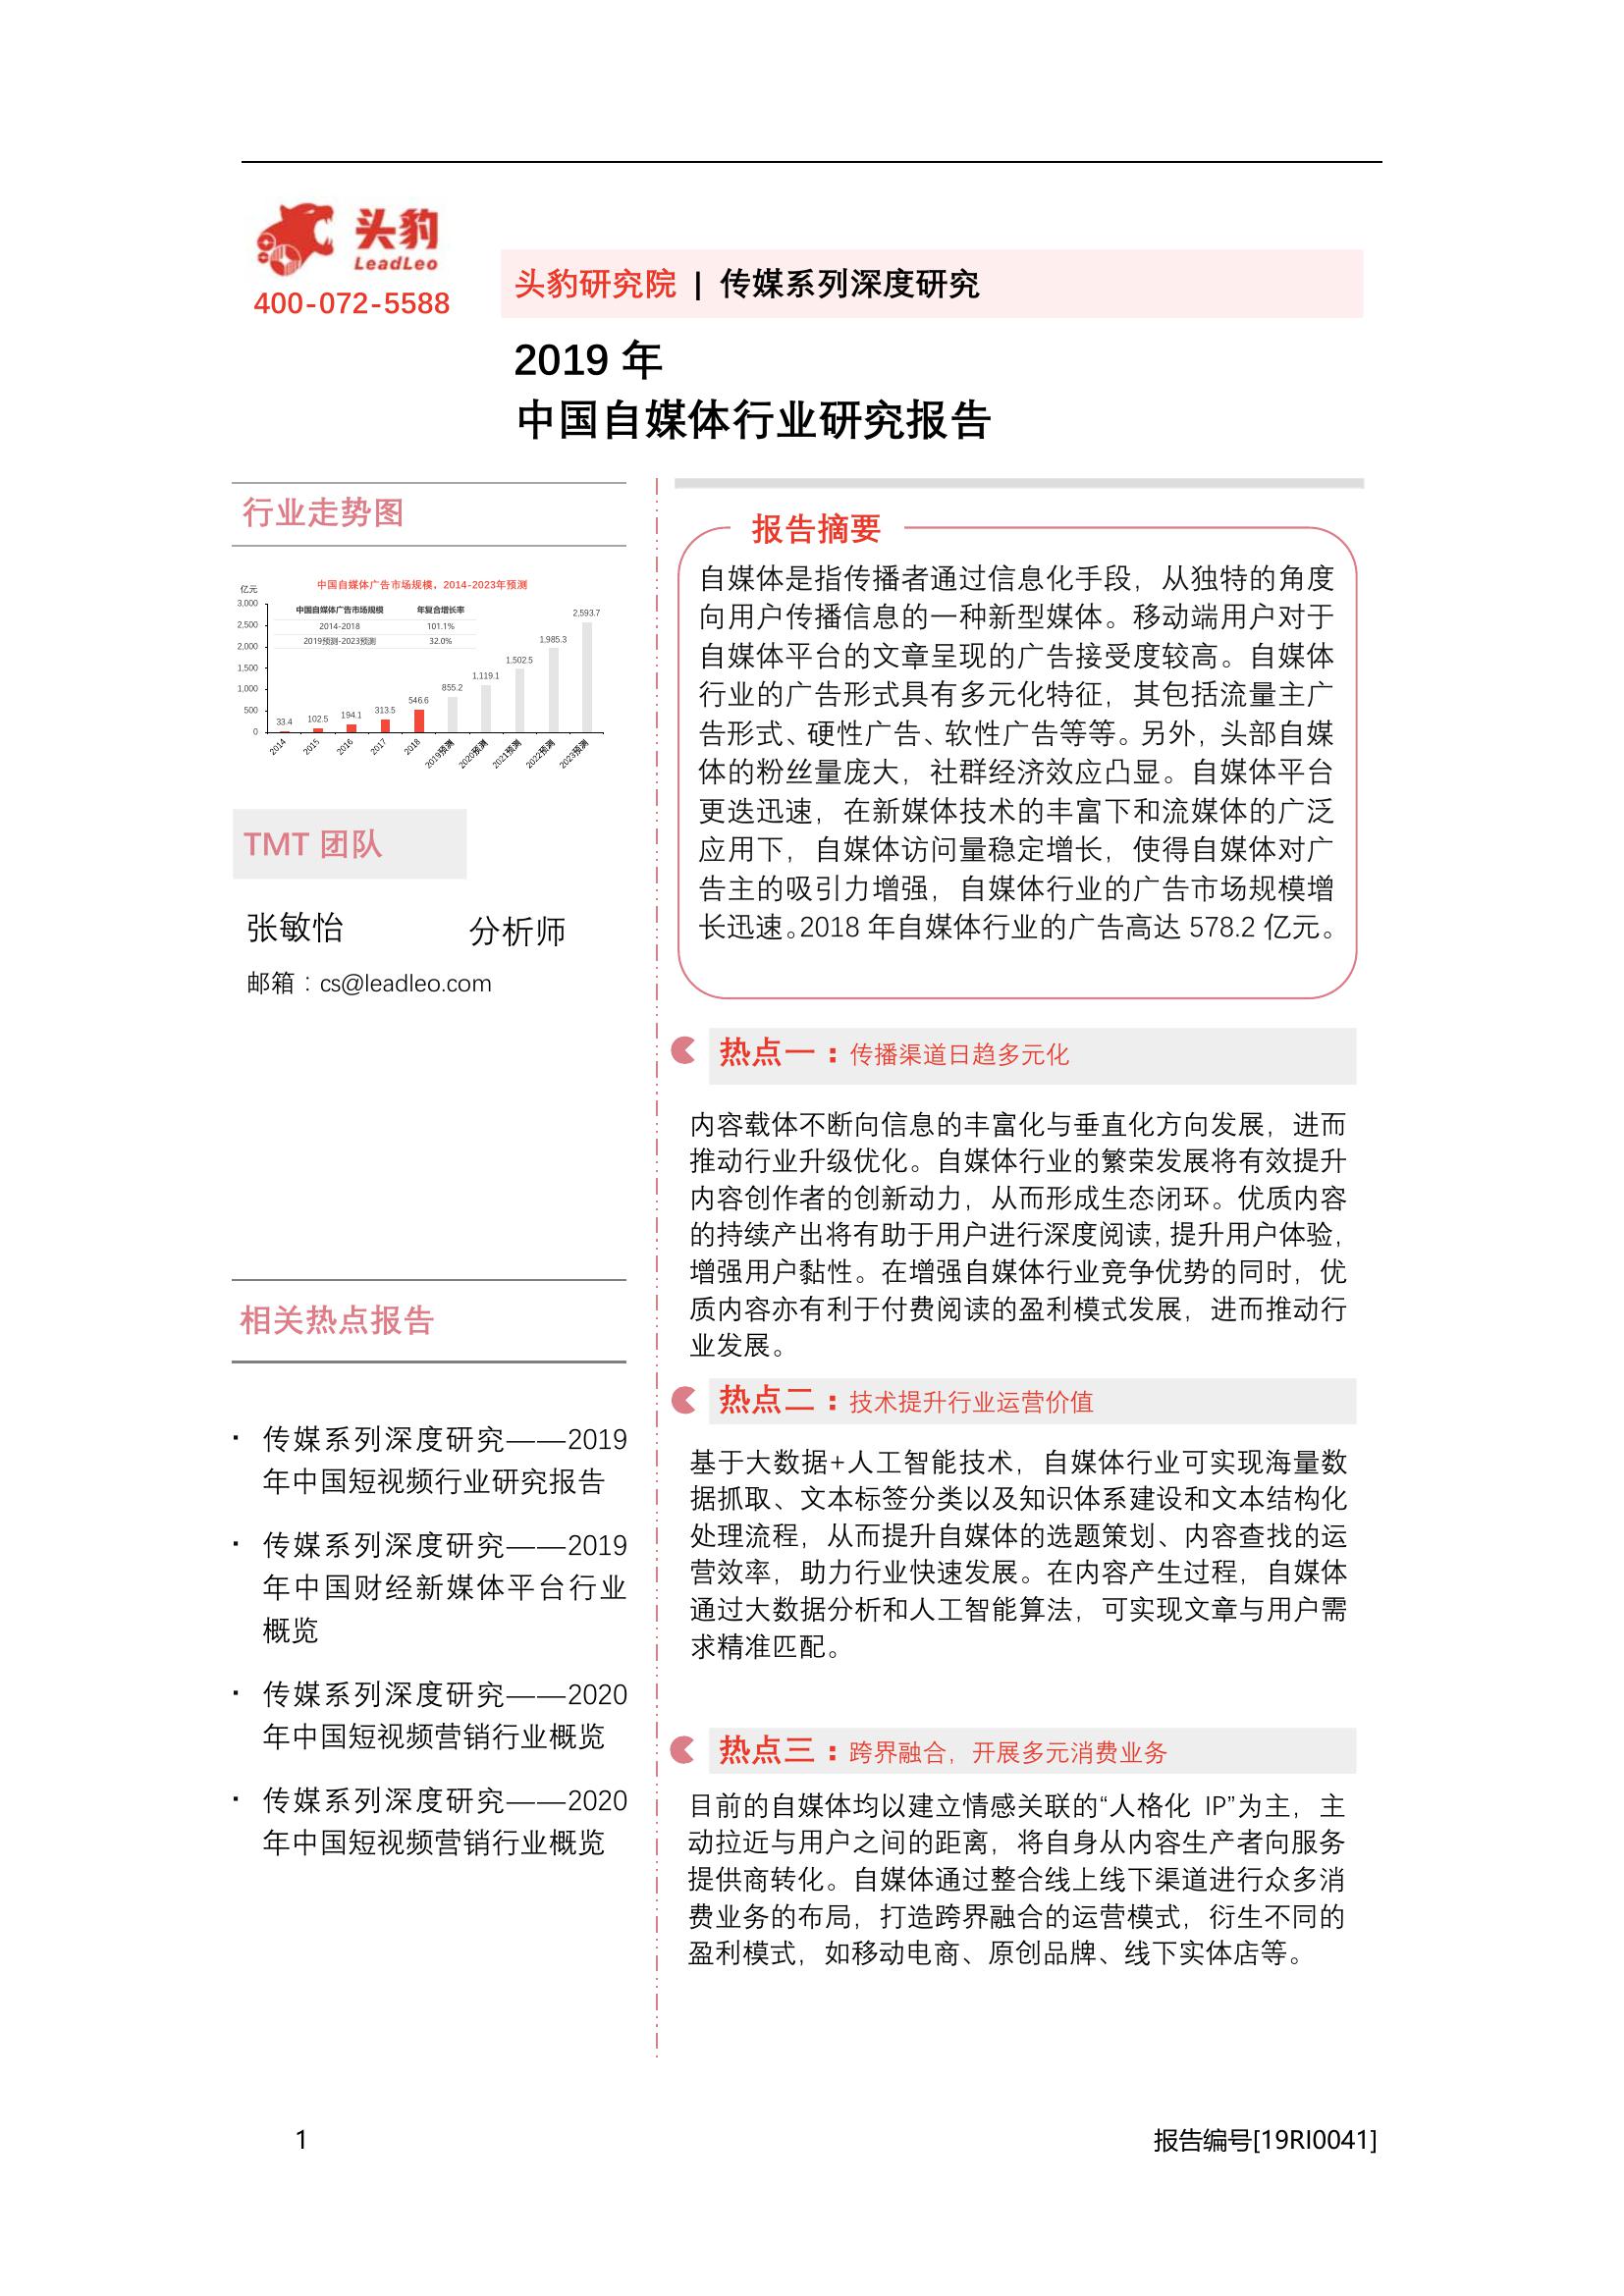 头豹
LeadLeo
400-072-5588
头豹研究院 | 传媒系列深度研究
2019 年
中国自媒体行业研究报告
行业走势图
中国自媒体广告市场规模，2014-2023年预测
亿元
中国自媒体广告市场规模 年复合增长率
2014-2018 101.1%
2019预测-2023预测 32.0%
3,000
2,500
2,000
1,500
1,000
500
0
33.4
102.5
194.1
313.5
546.6
855.2
1,119.1
1,502.5
1,985.3
2,593.7
2014
2015
2016
2017
2018
2019预测
2020预测
2021预测
2022预测
2023预测
TMT 团队
张敏怡 分析师
邮箱：cs@leadleo.com
相关热点报告
· 传媒系列深度研究——2019
年中国短视频行业研究报告
· 传媒系列深度研究——2019
年中国财经新媒体平台行业
概览
· 传媒系列深度研究——2020
年中国短视频营销行业概览
· 传媒系列深度研究——2020
年中国短视频营销行业概览
报告摘要
自媒体是指传播者通过信息化手段，从独特的角度
向用户传播信息的一种新型媒体。移动端用户对于
自媒体平台的文章呈现的广告接受度较高。自媒体
行业的广告形式具有多元化特征，其包括流量主广
告形式、硬性广告、软性广告等等。另外，头部自媒
体的粉丝量庞大，社群经济效应凸显。自媒体平台
更迭迅速，在新媒体技术的丰富下和流媒体的广泛
应用下，自媒体访问量稳定增长，使得自媒体对广
告主的吸引力增强，自媒体行业的广告市场规模增
长迅速。2018 年自媒体行业的广告高达 578.2 亿元。
热点一：传播渠道日趋多元化
内容载体不断向信息的丰富化与垂直化方向发展，进而
推动行业升级优化。自媒体行业的繁荣发展将有效提升
内容创作者的创新动力，从而形成生态闭环。优质内容
的持续产出将有助于用户进行深度阅读，提升用户体验，
增强用户黏性。在增强自媒体行业竞争优势的同时，优
质内容亦有利于付费阅读的盈利模式发展，进而推动行
业发展。
热点二：技术提升行业运营价值
基于大数据+人工智能技术，自媒体行业可实现海量数
据抓取、文本标签分类以及知识体系建设和文本结构化
处理流程，从而提升自媒体的选题策划、内容查找的运
营效率，助力行业快速发展。在内容产生过程，自媒体
通过大数据分析和人工智能算法，可实现文章与用户需
求精准匹配。
热点三：跨界融合，开展多元消费业务
目前的自媒体均以建立情感关联的“人格化 IP”为主，主
动拉近与用户之间的距离，将自身从内容生产者向服务
提供商转化。自媒体通过整合线上线下渠道进行众多消
费业务的布局，打造跨界融合的运营模式，衍生不同的
盈利模式，如移动电商、原创品牌、线下实体店等。
1 报告编号[19RI0041]